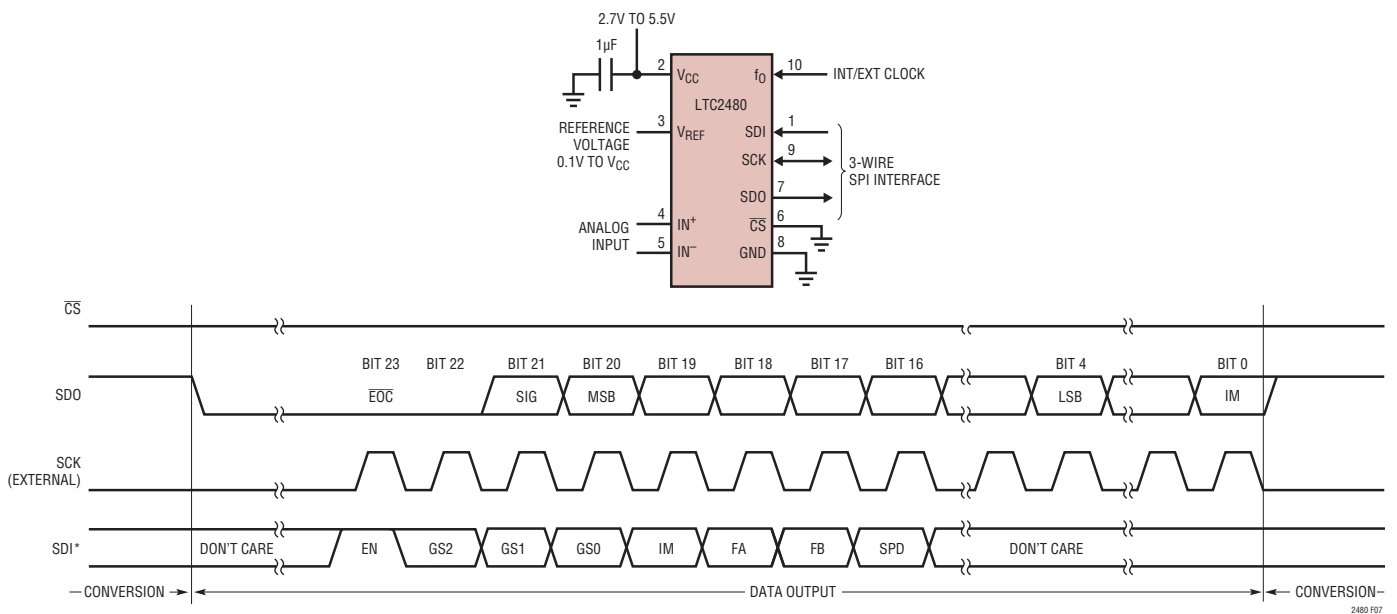 2.7V TO 5.5V
1µF
2 VCC fO 10 INT/EXT CLOCK
LTC2480
REFERENCE VOLTAGE 0.1V TO VCC
3 VREF SDI 1
SCK 9
3-WIRE SPI INTERFACE
SDO 7
ANALOG INPUT
4 IN+ CS 6
5 IN– GND 8
CS
BIT 23 BIT 22 BIT 21 BIT 20 BIT 19 BIT 18 BIT 17 BIT 16 BIT 4 BIT 0
SDO EOC SIG MSB LSB IM
SCK
(EXTERNAL)
SDI* DON'T CARE EN GS2 GS1 GS0 IM FA FB SPD DON'T CARE
CONVERSION DATA OUTPUT CONVERSION
2480 F07